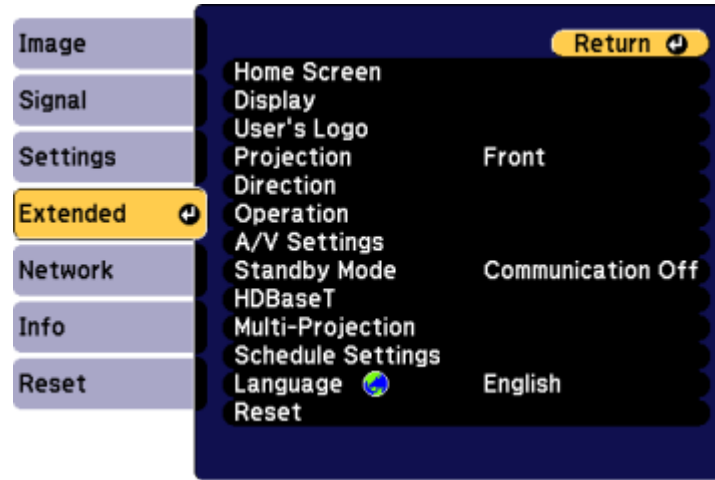 Image
Signal
Settings
Extended
Network
Info
Reset
Return
Home Screen
Display
User's Logo
Projection Front
Direction
Operation
A/V Settings
Standby Mode Communication Off
HDBaseT
Multi-Projection
Schedule Settings
Language English
Reset